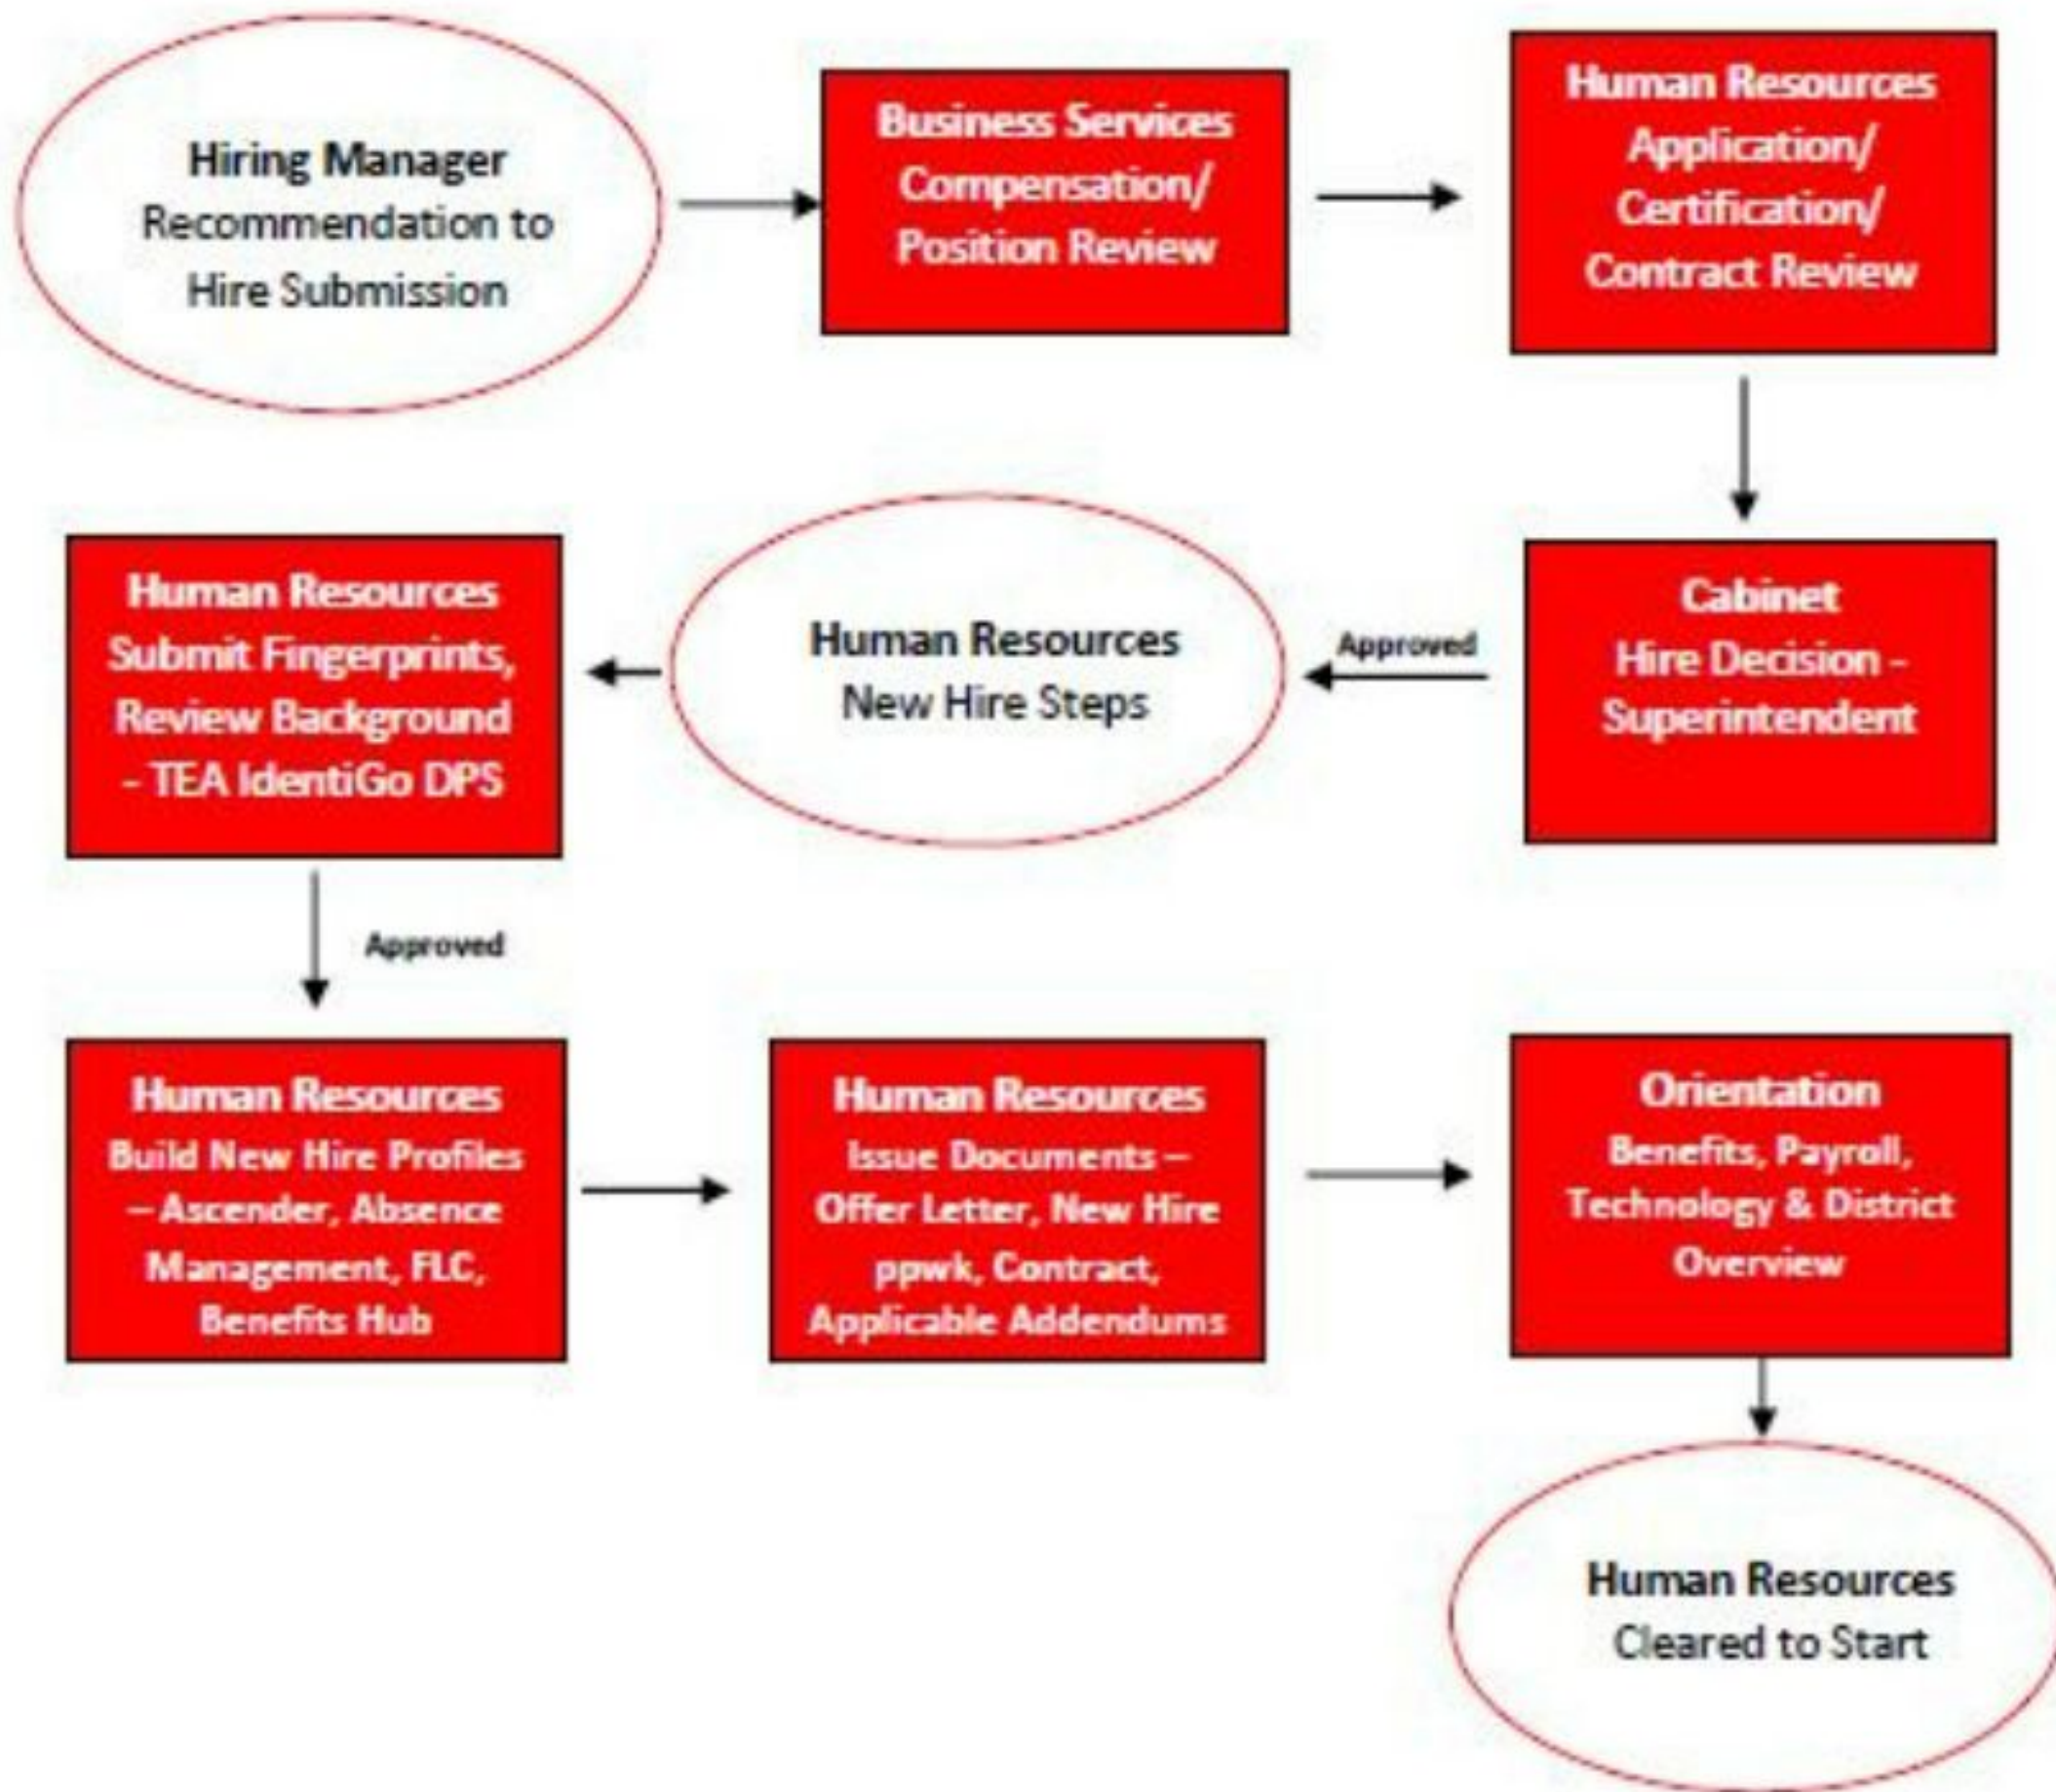 Hiring Manager
Recommendation to
Hire Submission
Business Services
Compensation/
Position Review
Human Resources
Application/
Certification/
Contract Review
Cabinet
Hire Decision -
Superintendent
Approved
Human Resources
New Hire Steps
Human Resources
Submit Fingerprints,
Review Background
- TEA IdentiGo DPS
Approved
Human Resources
Build New Hire Profiles
– Ascender, Absence
Management, FLC,
Benefits Hub
Human Resources
Issue Documents –
Offer Letter, New Hire
ppwk, Contract,
Applicable Addendums
Orientation
Benefits, Payroll,
Technology & District
Overview
Human Resources
Cleared to Start